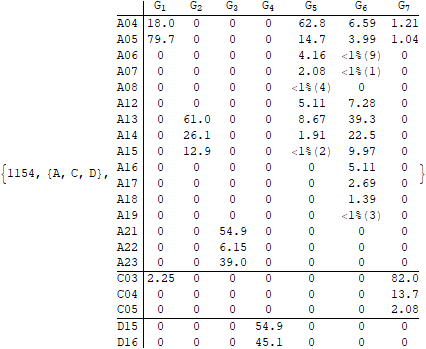 G₁ G₂ G₃ G₄ G₅ G₆ G₇
A04 18.0 0 0 0 62.8 6.59 1.21
A05 79.7 0 0 0 14.7 3.99 1.04
A06 0 0 0 0 4.16 <1%(9) 0
A07 0 0 0 0 2.08 <1%(1) 0
A08 0 0 0 0 <1%(4) 0 0
A12 0 0 0 0 5.11 7.28 0
A13 0 61.0 0 0 8.67 39.3 0
A14 0 26.1 0 0 1.91 22.5 0
A15 0 12.9 0 0 <1%(2) 9.97 0
{1154, {A, C, D}, A16 0 0 0 0 0 5.11 0 }
A17 0 0 0 0 0 2.69 0
A18 0 0 0 0 0 1.39 0
A19 0 0 0 0 0 <1%(3) 0
A21 0 0 54.9 0 0 0 0
A22 0 0 6.15 0 0 0 0
A23 0 0 39.0 0 0 0 0
C03 2.25 0 0 0 0 0 82.0
C04 0 0 0 0 0 0 13.7
C05 0 0 0 0 0 0 2.08
D15 0 0 0 54.9 0 0 0
D16 0 0 0 45.1 0 0 0